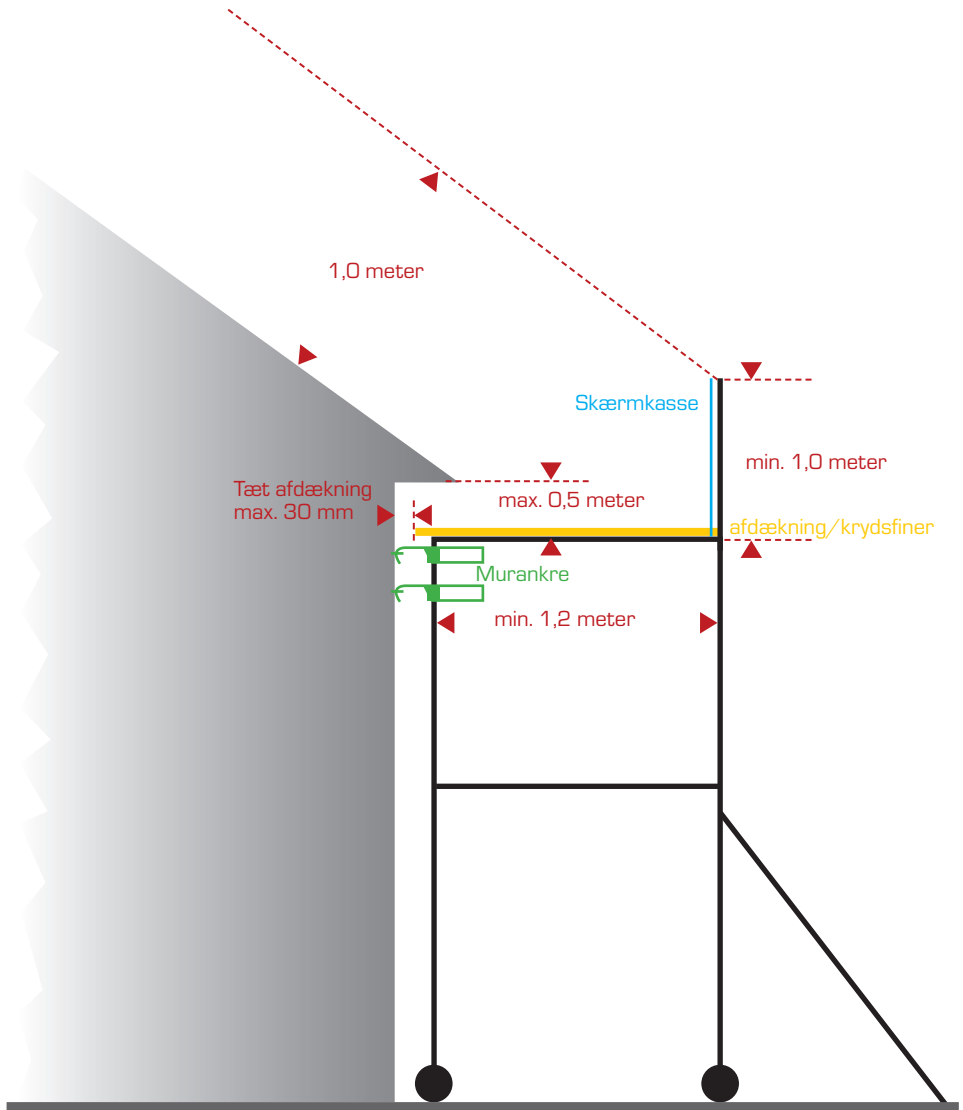 1,0 meter
Skærmkasse
min. 1,0 meter
Tæt afdækning
max. 30 mm
max. 0,5 meter
afdækning/krydsfiner
Murankre
min. 1,2 meter